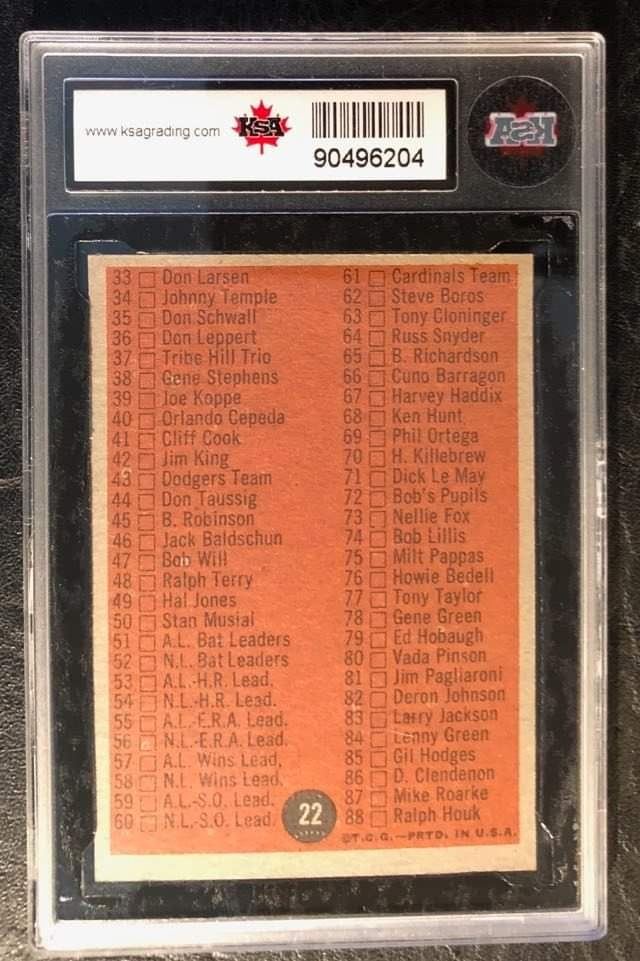 www.ksagrading.com KSA
90496204
KSA
33 Don Larsen
34 Johnny Temple
35 Don Schwall
36 Don Leppert
37 Tribe Hill Trio
38 Gene Stephens
39 Joe Koppe
40 Orlando Cepeda
41 Cliff Cook
42 Jim King
43 Dodgers Team
44 Don Taussig
45 B. Robinson
46 Jack Baldschun
47 Bob Will
48 Ralph Terry
49 Hal Jones
50 Stan Musial
51 A.L. Bat Leaders
52 N.L. Bat Leaders
53 A.L.-H.R. Lead.
54 N.L.-H.R. Lead.
55 A.L.-E.R.A. Lead.
56 N.L.-E.R.A. Lead.
57 A.L. Wins Lead.
58 N.L. Wins Lead.
59 A.L.-S.O. Lead.
60 N.L.-S.O. Lead.
22
61 Cardinals Team
62 Steve Boros
63 Tony Cloninger
64 Russ Snyder
65 B. Richardson
66 Cuno Barragon
67 Harvey Haddix
68 Ken Hunt
69 Phil Ortega
70 H. Killebrew
71 Dick Le May
72 Bob's Pupils
73 Nellie Fox
74 Bob Lillis
75 Milt Pappas
76 Howie Bedell
77 Tony Taylor
78 Gene Green
79 Ed Hobaugh
80 Vada Pinson
81 Jim Pagliaroni
82 Deron Johnson
83 Larry Jackson
84 Lenny Green
85 Gil Hodges
86 D. Clendenon
87 Mike Roarke
88 Ralph Houk
©T.C.G.—PRTD. IN U.S.A.